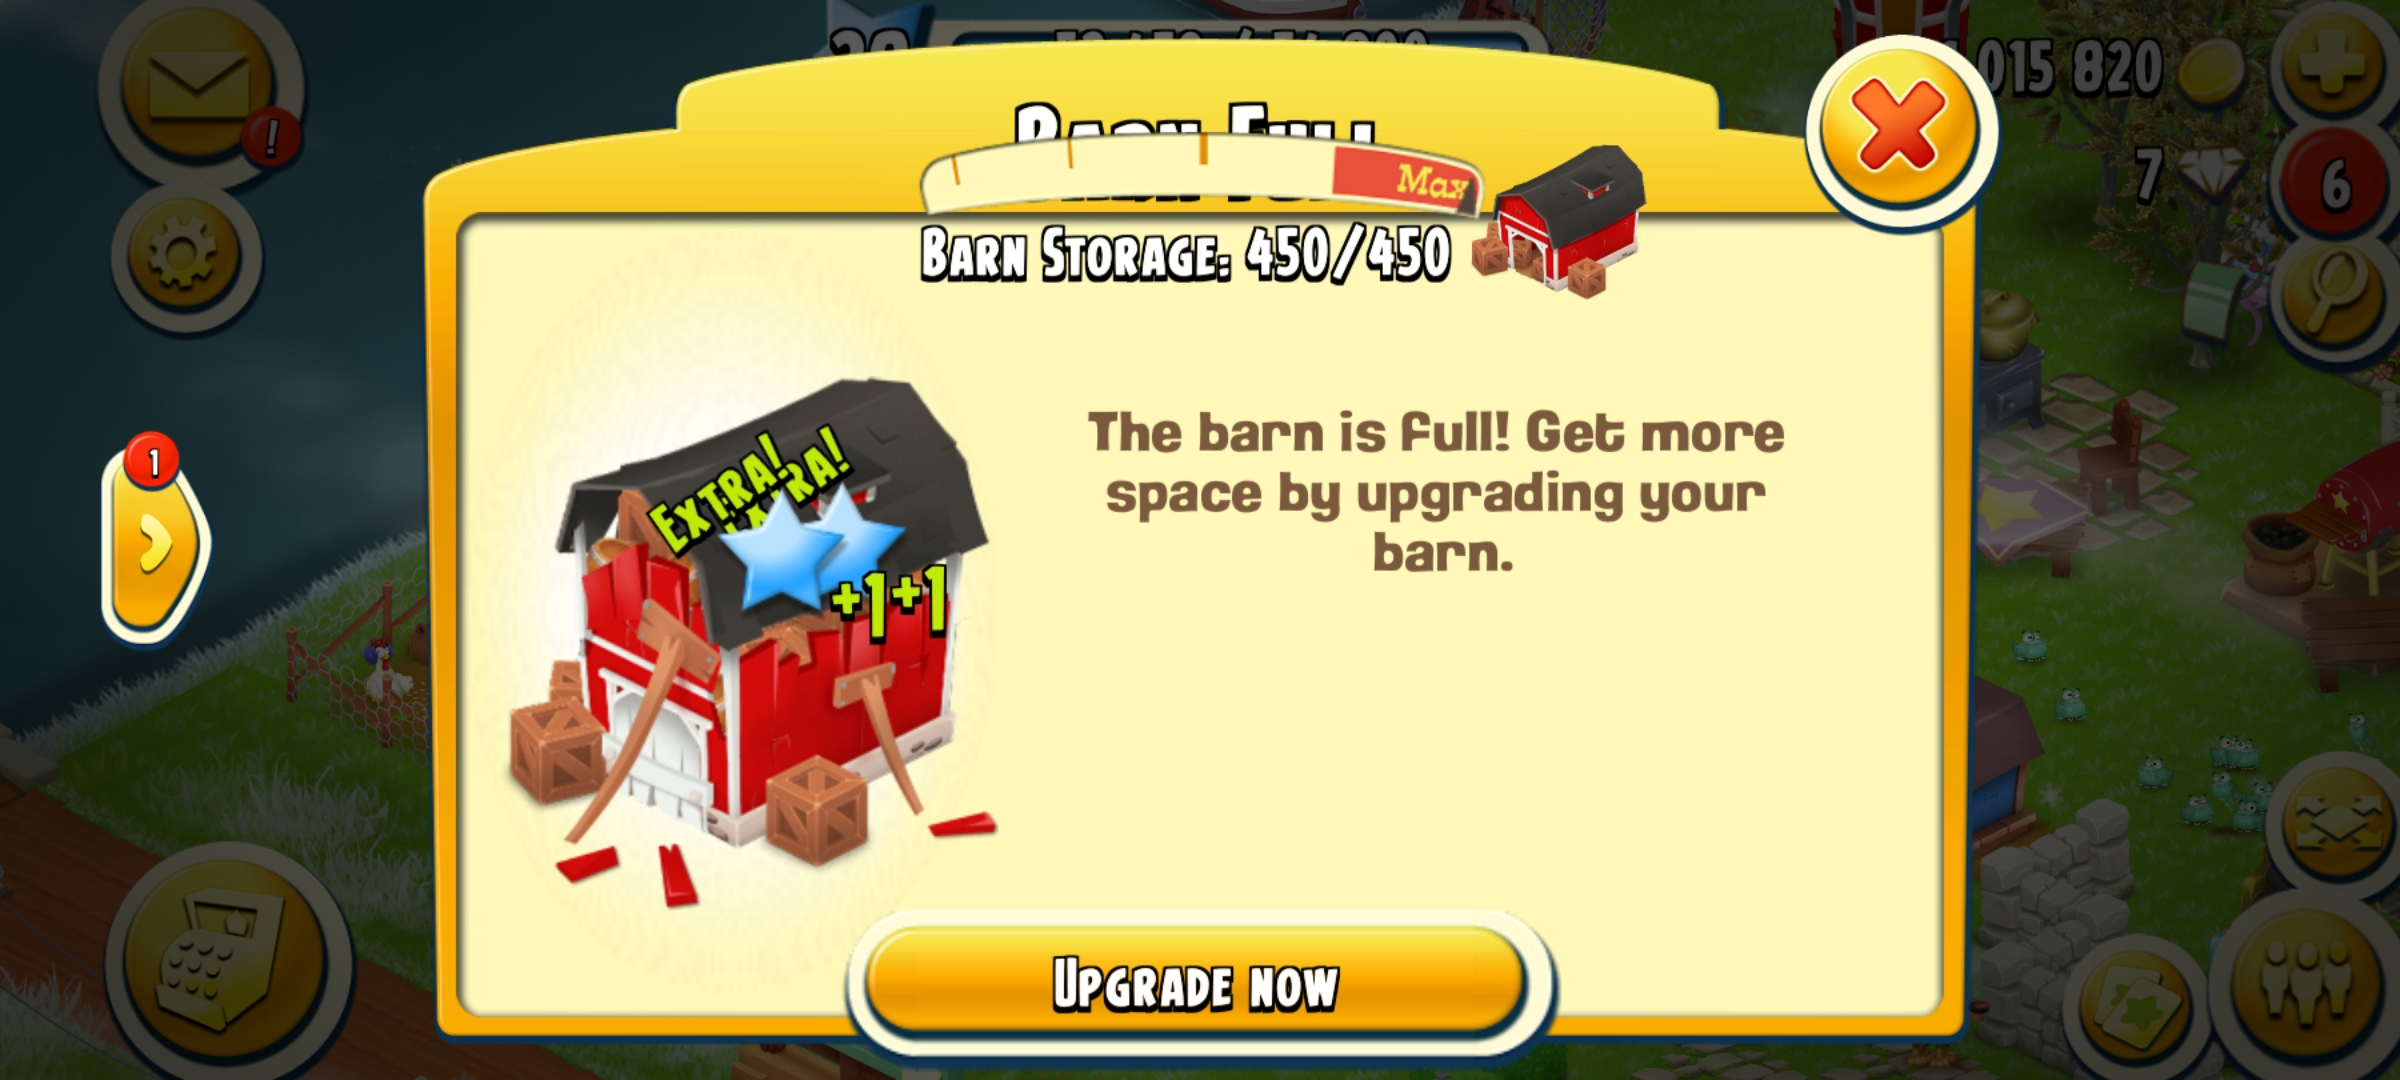 015 820
!
Max
7
6
Barn Storage: 450/450
The barn is full! Get more
space by upgrading your
barn.
Extra!
+1+1
1
Upgrade now